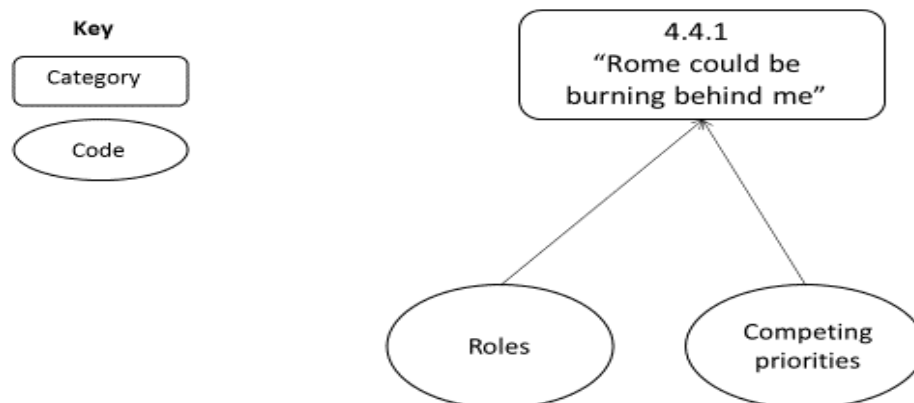 Key
Category
Code
4.4.1
“Rome could be
burning behind me”
Roles
Competing
priorities